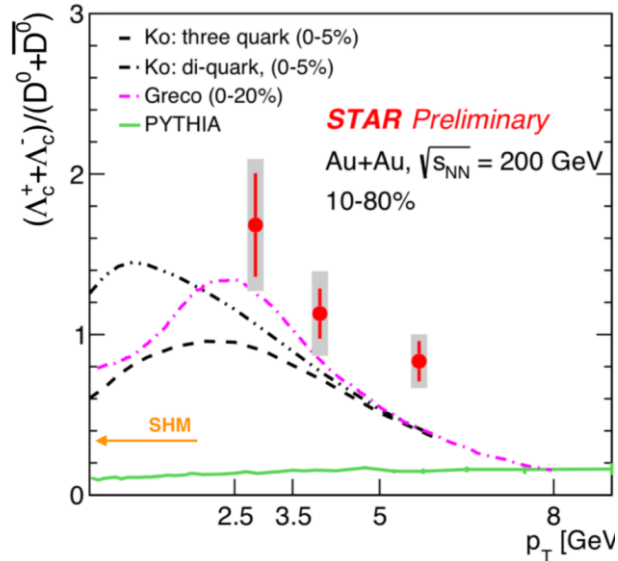 3
2
1
0
(Λc⁺+Λc⁻)/(D⁰+D̅⁰)
Ko: three quark (0-5%)
Ko: di-quark, (0-5%)
Greco (0-20%)
PYTHIA
STAR Preliminary
Au+Au, √sNN = 200 GeV
10-80%
SHM
2.5 3.5 5 8
pT [GeV